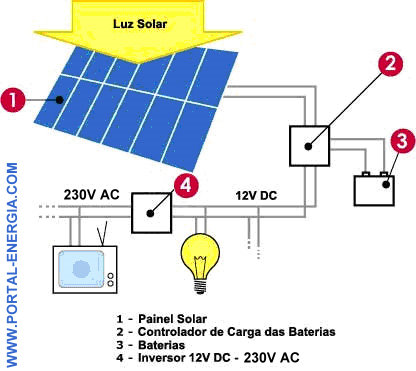 Luz Solar
1
2
3
230V AC
4
12V DC
1 - Painel Solar
2 - Controlador de Carga das Baterias
3 - Baterias
4 - Inversor 12V DC - 230V AC
WWW.PORTAL-ENERGIA.COM